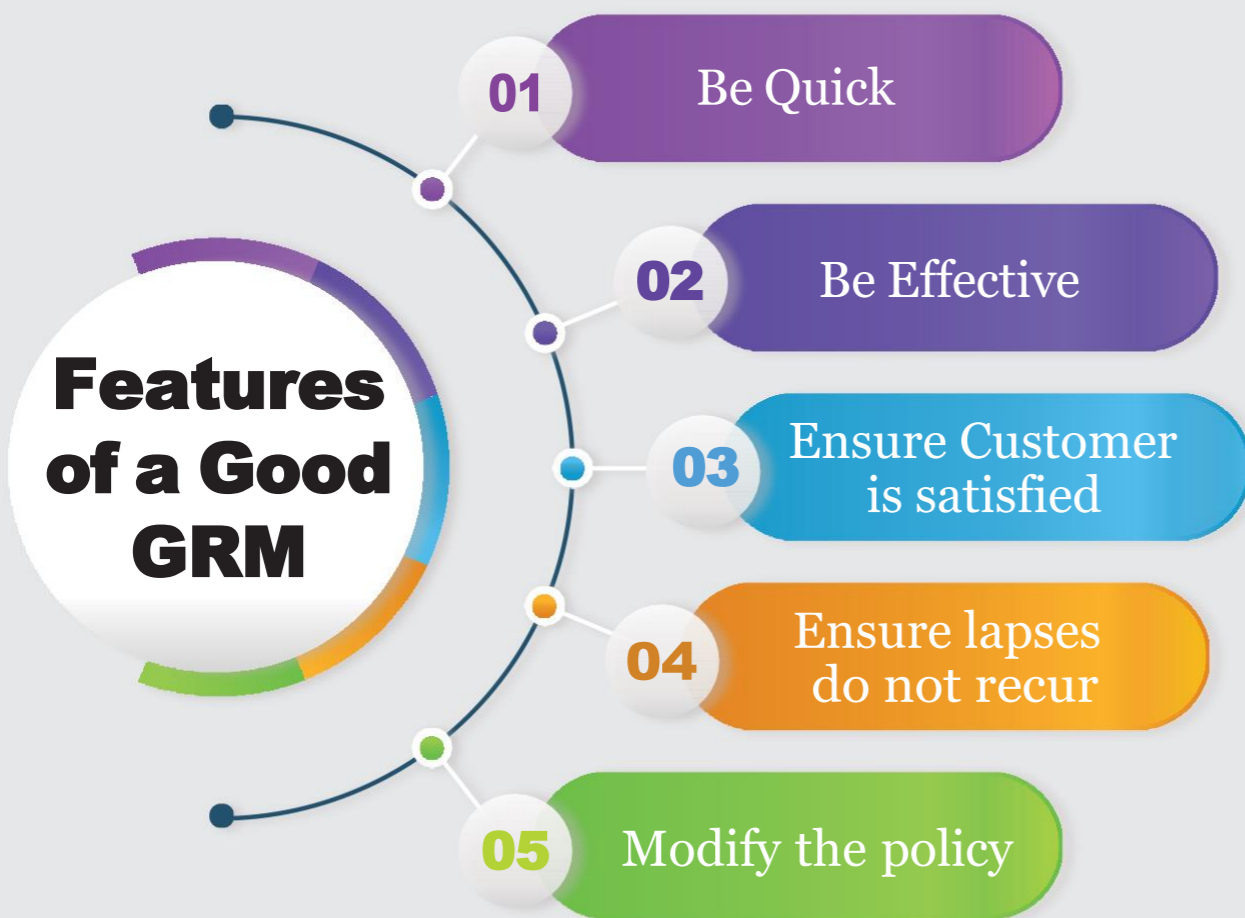 Features
of a Good
GRM
01
Be Quick
02
Be Effective
03
Ensure Customer
is satisfied
04
Ensure lapses
do not recur
05
Modify the policy